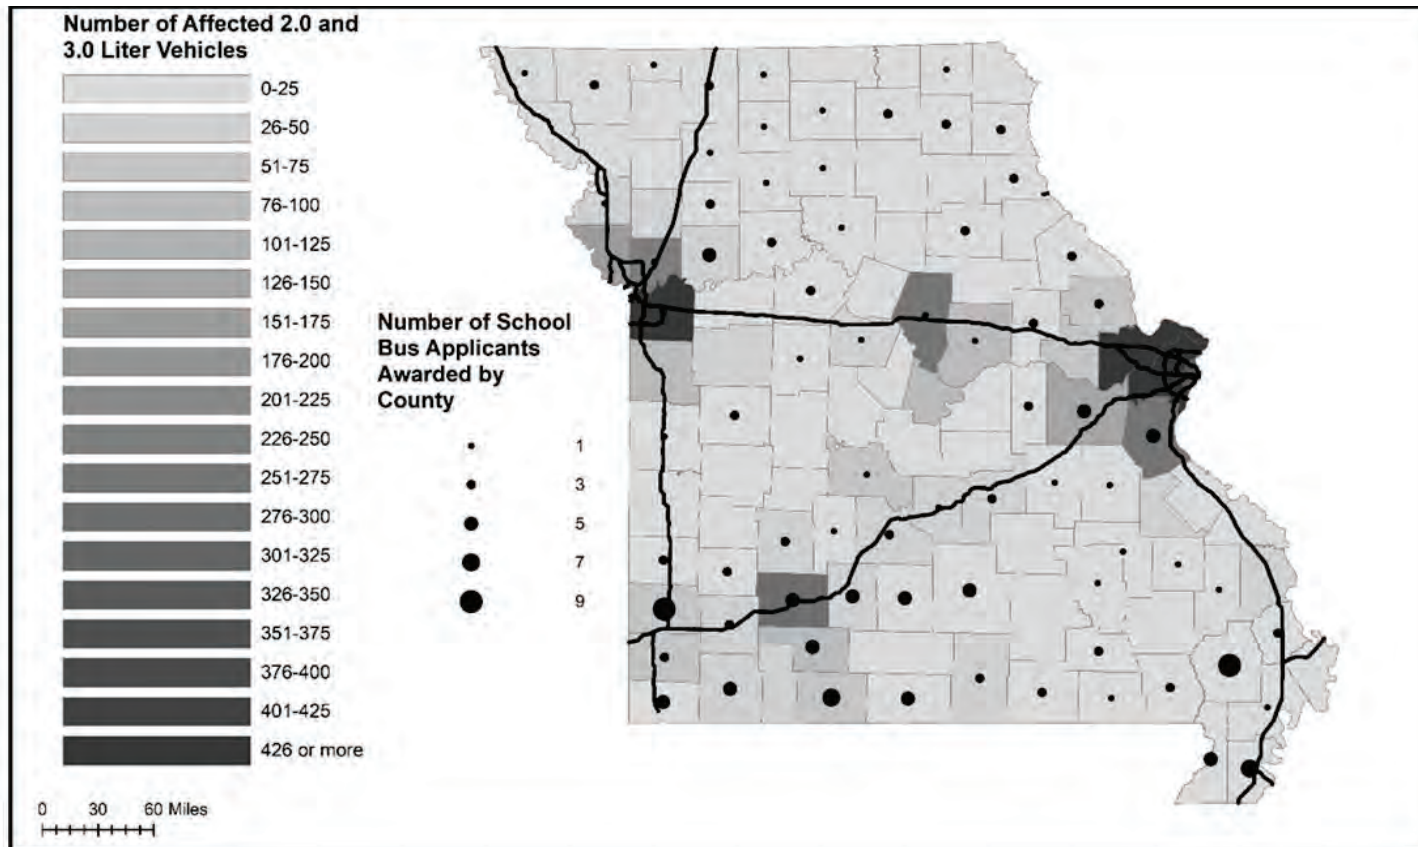 Number of Affected 2.0 and
3.0 Liter Vehicles
0-25
26-50
51-75
76-100
101-125
126-150
151-175
176-200
201-225
226-250
251-275
276-300
301-325
326-350
351-375
376-400
401-425
426 or more
0 30 60 Miles
Number of School
Bus Applicants
Awarded by
County
1
3
5
7
9